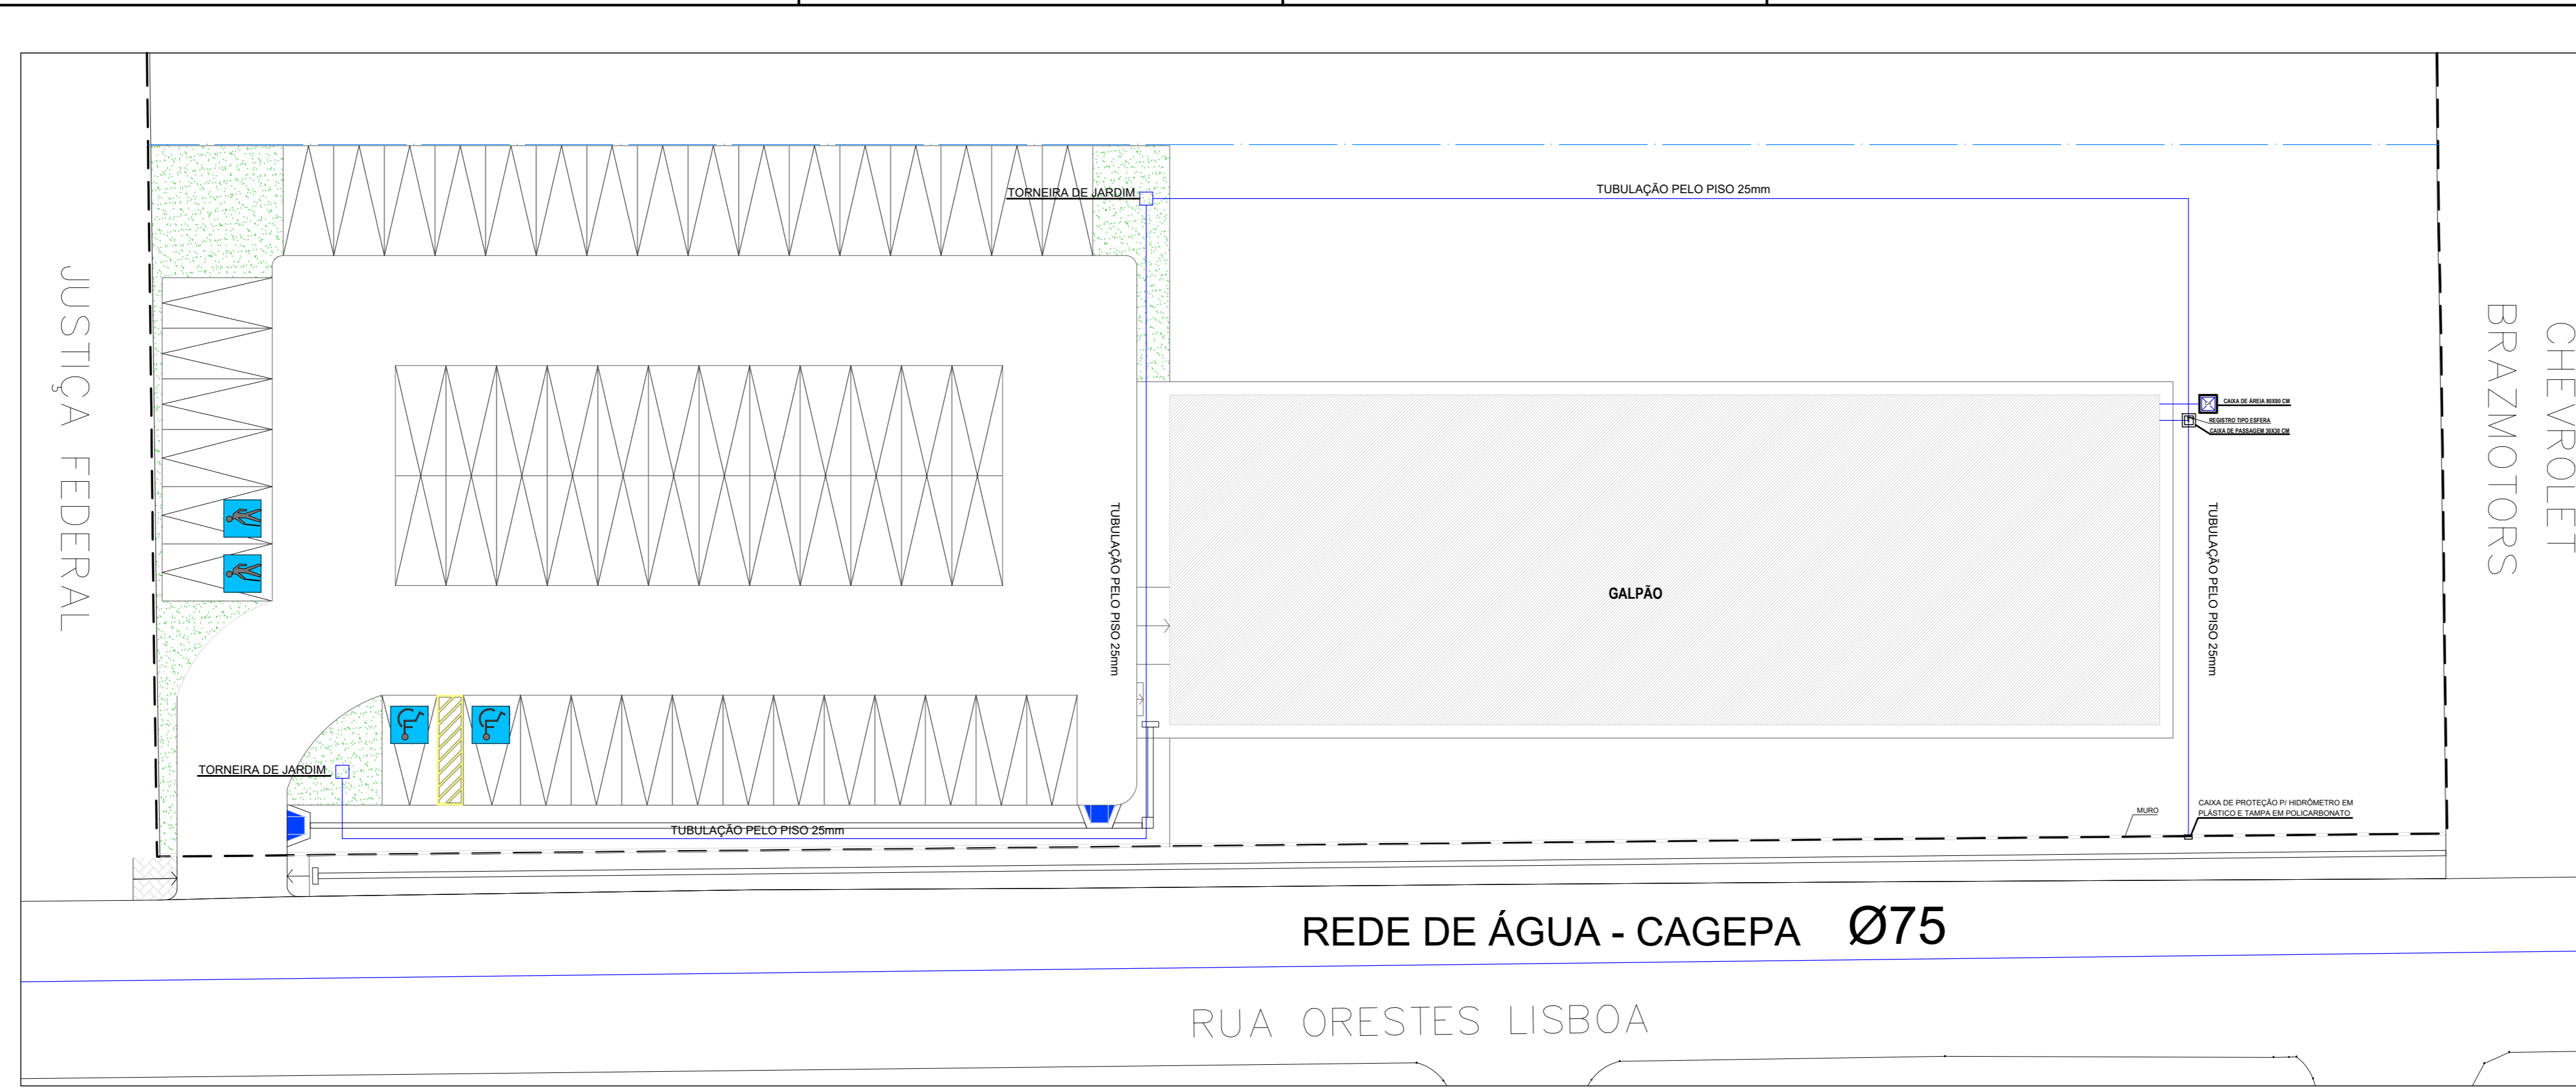 TORNEIRA DE JARDIM
TUBULAÇÃO PELO PISO 25mm
JUSTIÇA FEDERAL
BRAZMOTORS
CHEVROLET
CAIXA DE ÁREIA 80X80 CM
REGISTRO TIPO ESFERA
CAIXA DE PASSAGEM 30X30 CM
TUBULAÇÃO PELO PISO 25mm
TUBULAÇÃO PELO PISO 25mm
GALPÃO
TORNEIRA DE JARDIM
TUBULAÇÃO PELO PISO 25mm
MURO
CAIXA DE PROTEÇÃO P/ HIDRÔMETRO EM
PLÁSTICO E TAMPA EM POLICARBONATO
REDE DE ÁGUA - CAGEPA Ø75
RUA ORESTES LISBOA